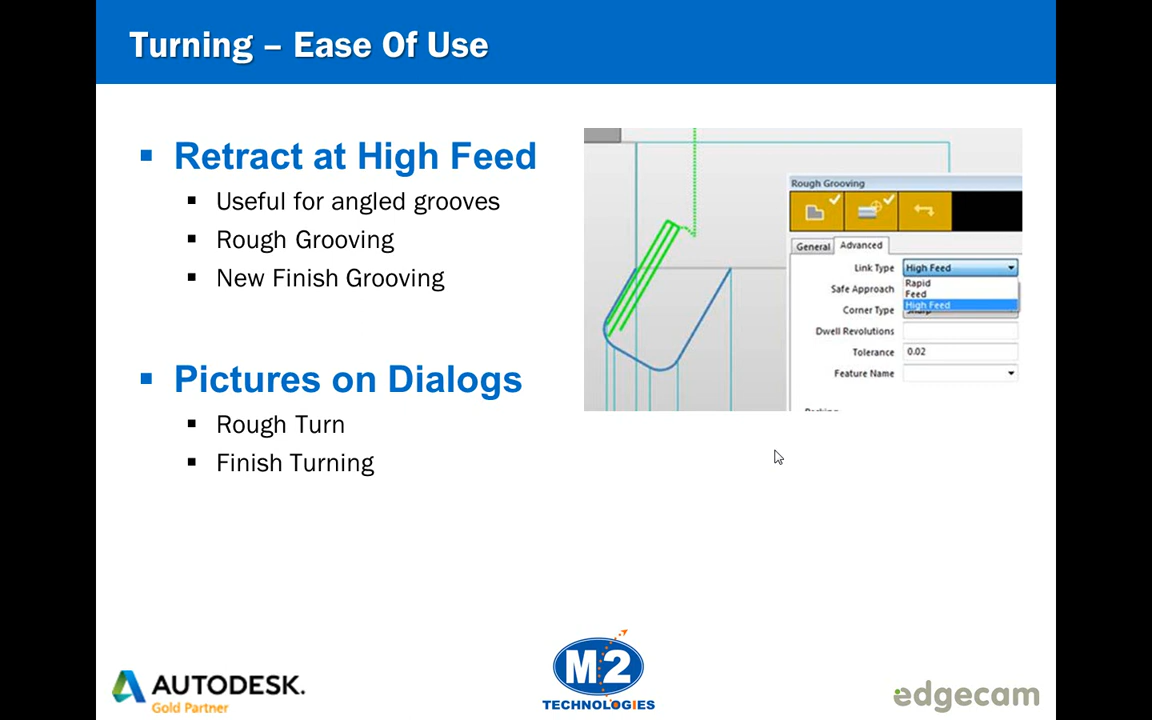 Turning – Ease Of Use
Retract at High Feed
Useful for angled grooves
Rough Grooving
New Finish Grooving
Pictures on Dialogs
Rough Turn
Finish Turning
Rough Grooving
General Advanced
Link Type High Feed
Rapid
Feed
High Feed
Safe Approach
Corner Type
Dwell Revolutions
Tolerance 0.02
Feature Name
AUTODESK.
Gold Partner
M2
TECHNOLOGIES
edgecam